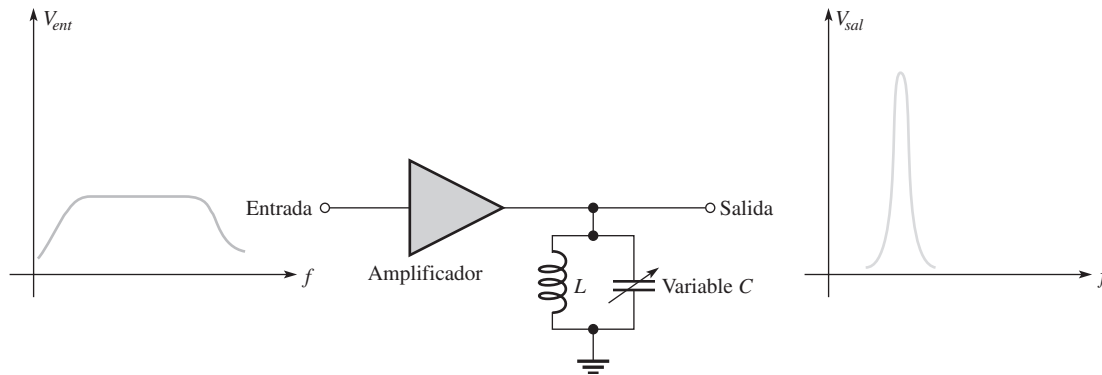 V_ent
f
Entrada
Amplificador
L
Variable C
Salida
V_sal
f